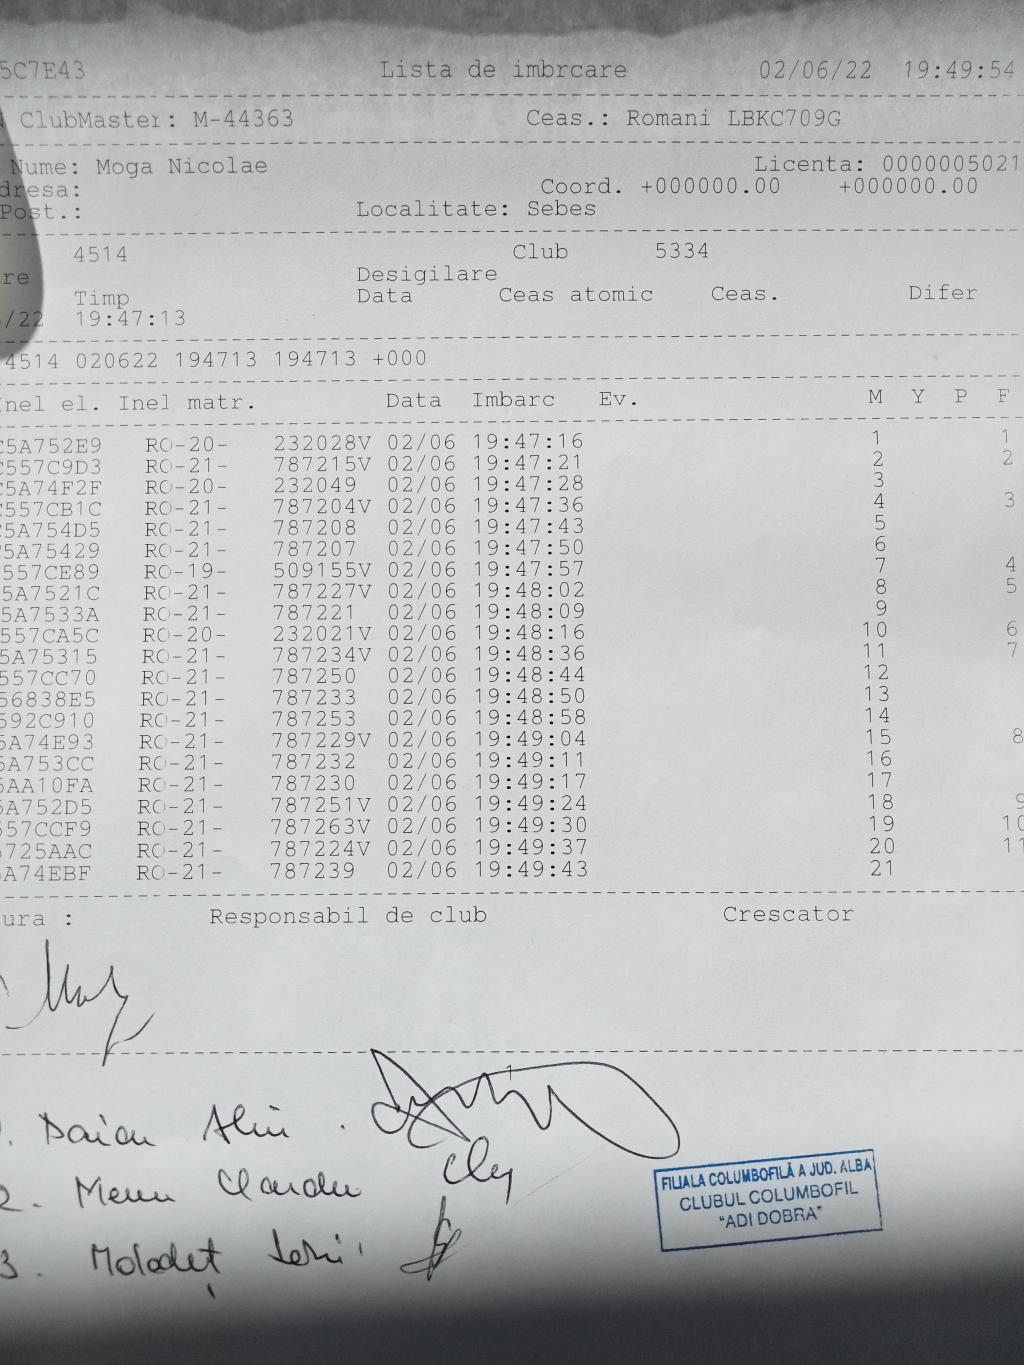 5C7E43 Lista de imbrcare 02/06/22 19:49:54
ClubMaster: M-44363 Ceas.: Romani LBKC709G
Nume: Moga Nicolae Licenta: 0000005021
dresa: Coord. +000000.00 +000000.00
Post.: Localitate: Sebes
4514 Club 5334
re Desigilare
Timp Data Ceas atomic Ceas. Difer
/22 19:47:13
4514 020622 194713 194713 +000
Inel el. Inel matr. Data Imbarc Ev. M Y P F
C5A752E9 RO-20- 232028V 02/06 19:47:16 1 1
C557C9D3 RO-21- 787215V 02/06 19:47:21 2 2
C5A74F2F RO-20- 232049 02/06 19:47:28 3
C557CB1C RO-21- 787204V 02/06 19:47:36 4 3
C5A754D5 RO-21- 787208 02/06 19:47:43 5
5A75429 RO-21- 787207 02/06 19:47:50 6
557CE89 RO-19- 509155V 02/06 19:47:57 7 4
5A7521C RO-21- 787227V 02/06 19:48:02 8 5
5A7533A RO-21- 787221 02/06 19:48:09 9
557CA5C RO-20- 232021V 02/06 19:48:16 10 6
5A75315 RO-21- 787234V 02/06 19:48:36 11 7
557CC70 RO-21- 787250 02/06 19:48:44 12
56838E5 RO-21- 787233 02/06 19:48:50 13
592C910 RO-21- 787253 02/06 19:48:58 14
5A74E93 RO-21- 787229V 02/06 19:49:04 15 8
5A753CC RO-21- 787232 02/06 19:49:11 16
5AA10FA RO-21- 787230 02/06 19:49:17 17
5A752D5 RO-21- 787251V 02/06 19:49:24 18 9
557CCF9 RO-21- 787263V 02/06 19:49:30 19 10
5725AAC RO-21- 787224V 02/06 19:49:37 20 11
5A74EBF RO-21- 787239 02/06 19:49:43 21
ura : Responsabil de club Crescator
Daian Alin
2. Claudiu
3. Molodeț
FILIALA COLUMBOFILĂ A JUD. ALBA
CLUBUL COLUMBOFIL
"ADI DOBRA"